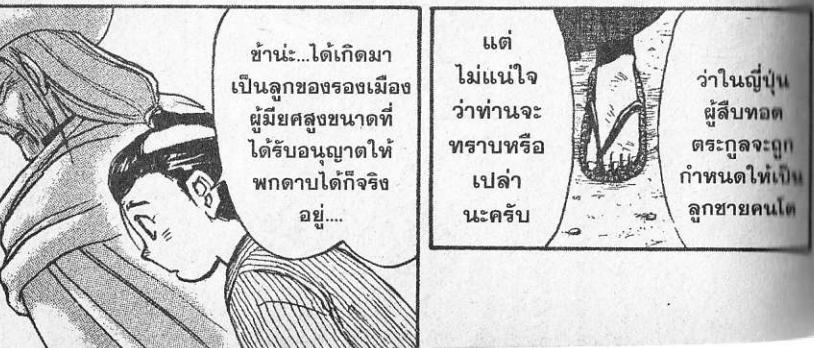 ข้าน่ะ...ได้เกิดมา
เป็นลูกของรองเมือง
ผู้มียศสูงขนาดที่
ได้รับอนุญาตให้
พกดาบได้ก็จริง
อยู่....
แต่
ไม่แน่ใจ
ว่าท่านจะ
ทราบหรือ
เปล่า
นะครับ
ว่าในญี่ปุ่น
ผู้สืบทอด
ตระกูลจะถูก
กำหนดให้เป็น
ลูกชายคนโต